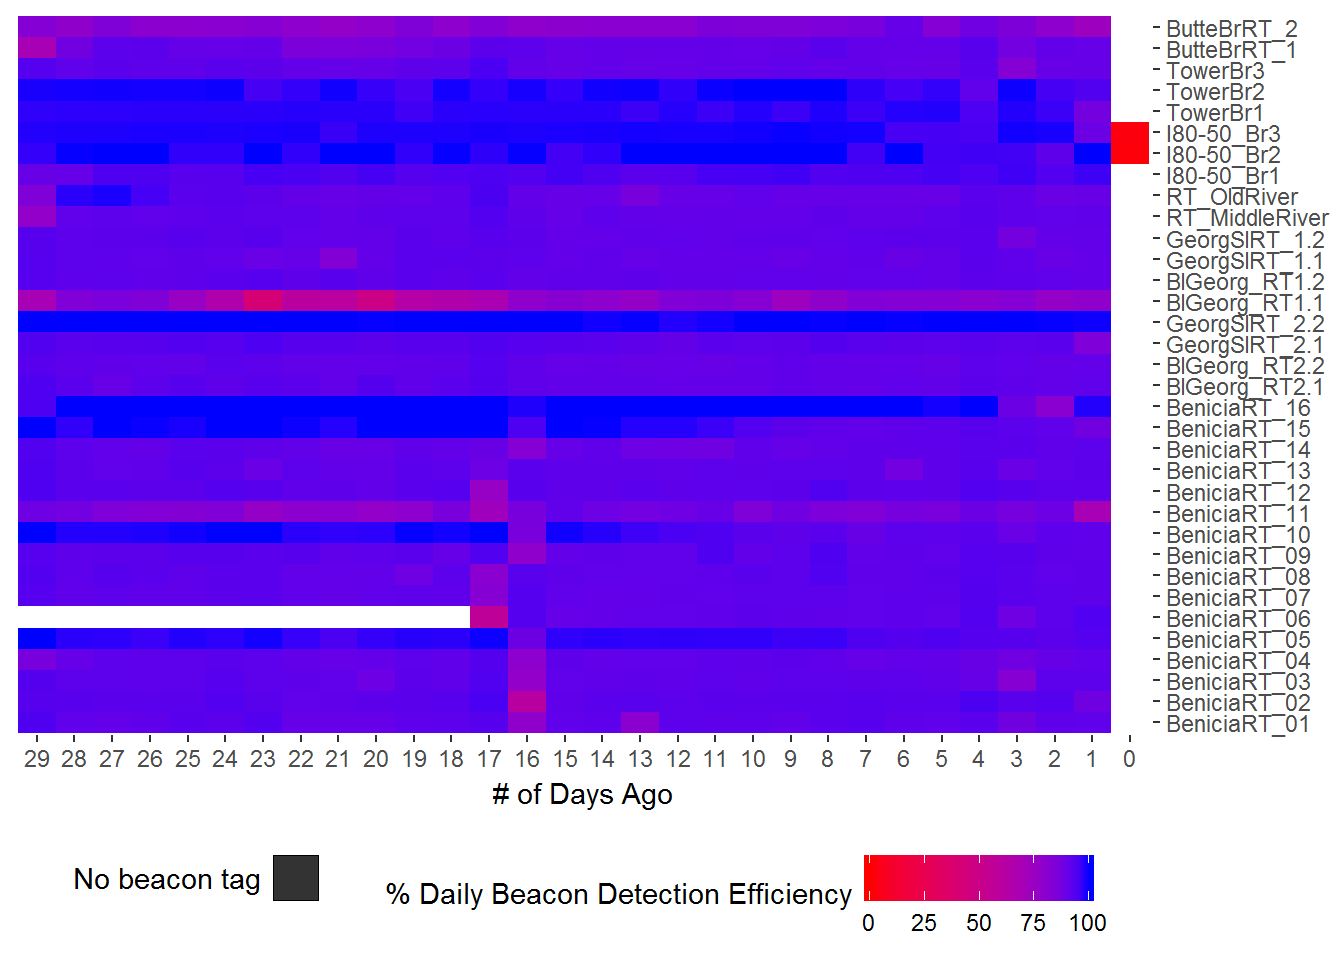 ButteBrRT_2
ButteBrRT_1
TowerBr3
TowerBr2
TowerBr1
I80-50_Br3
I80-50_Br2
I80-50_Br1
RT_OldRiver
RT_MiddleRiver
GeorgSlRT_1.2
GeorgSlRT_1.1
BlGeorg_RT1.2
BlGeorg_RT1.1
GeorgSlRT_2.2
GeorgSlRT_2.1
BlGeorg_RT2.2
BlGeorg_RT2.1
BeniciaRT_16
BeniciaRT_15
BeniciaRT_14
BeniciaRT_13
BeniciaRT_12
BeniciaRT_11
BeniciaRT_10
BeniciaRT_09
BeniciaRT_08
BeniciaRT_07
BeniciaRT_06
BeniciaRT_05
BeniciaRT_04
BeniciaRT_03
BeniciaRT_02
BeniciaRT_01
29 28 27 26 25 24 23 22 21 20 19 18 17 16 15 14 13 12 11 10 9 8 7 6 5 4 3 2 1 0
# of Days Ago
No beacon tag
% Daily Beacon Detection Efficiency
0 25 50 75 100